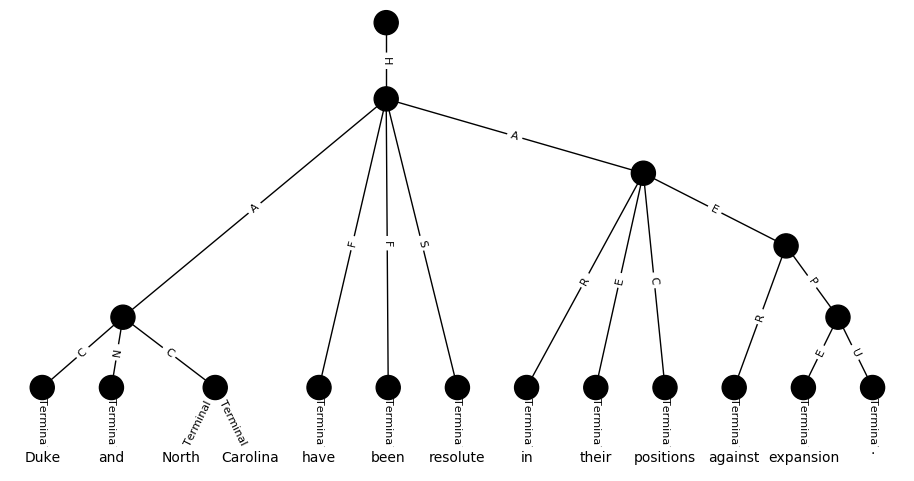 H
A
A
F
F
S
E
R
E
C
R
P
C
N
C
E
U
Termina Termina Terminal Terminal Termina Termina Termina Termina Termina Termina Termina Termina Termina
Duke and North Carolina have been resolute in their positions against expansion .